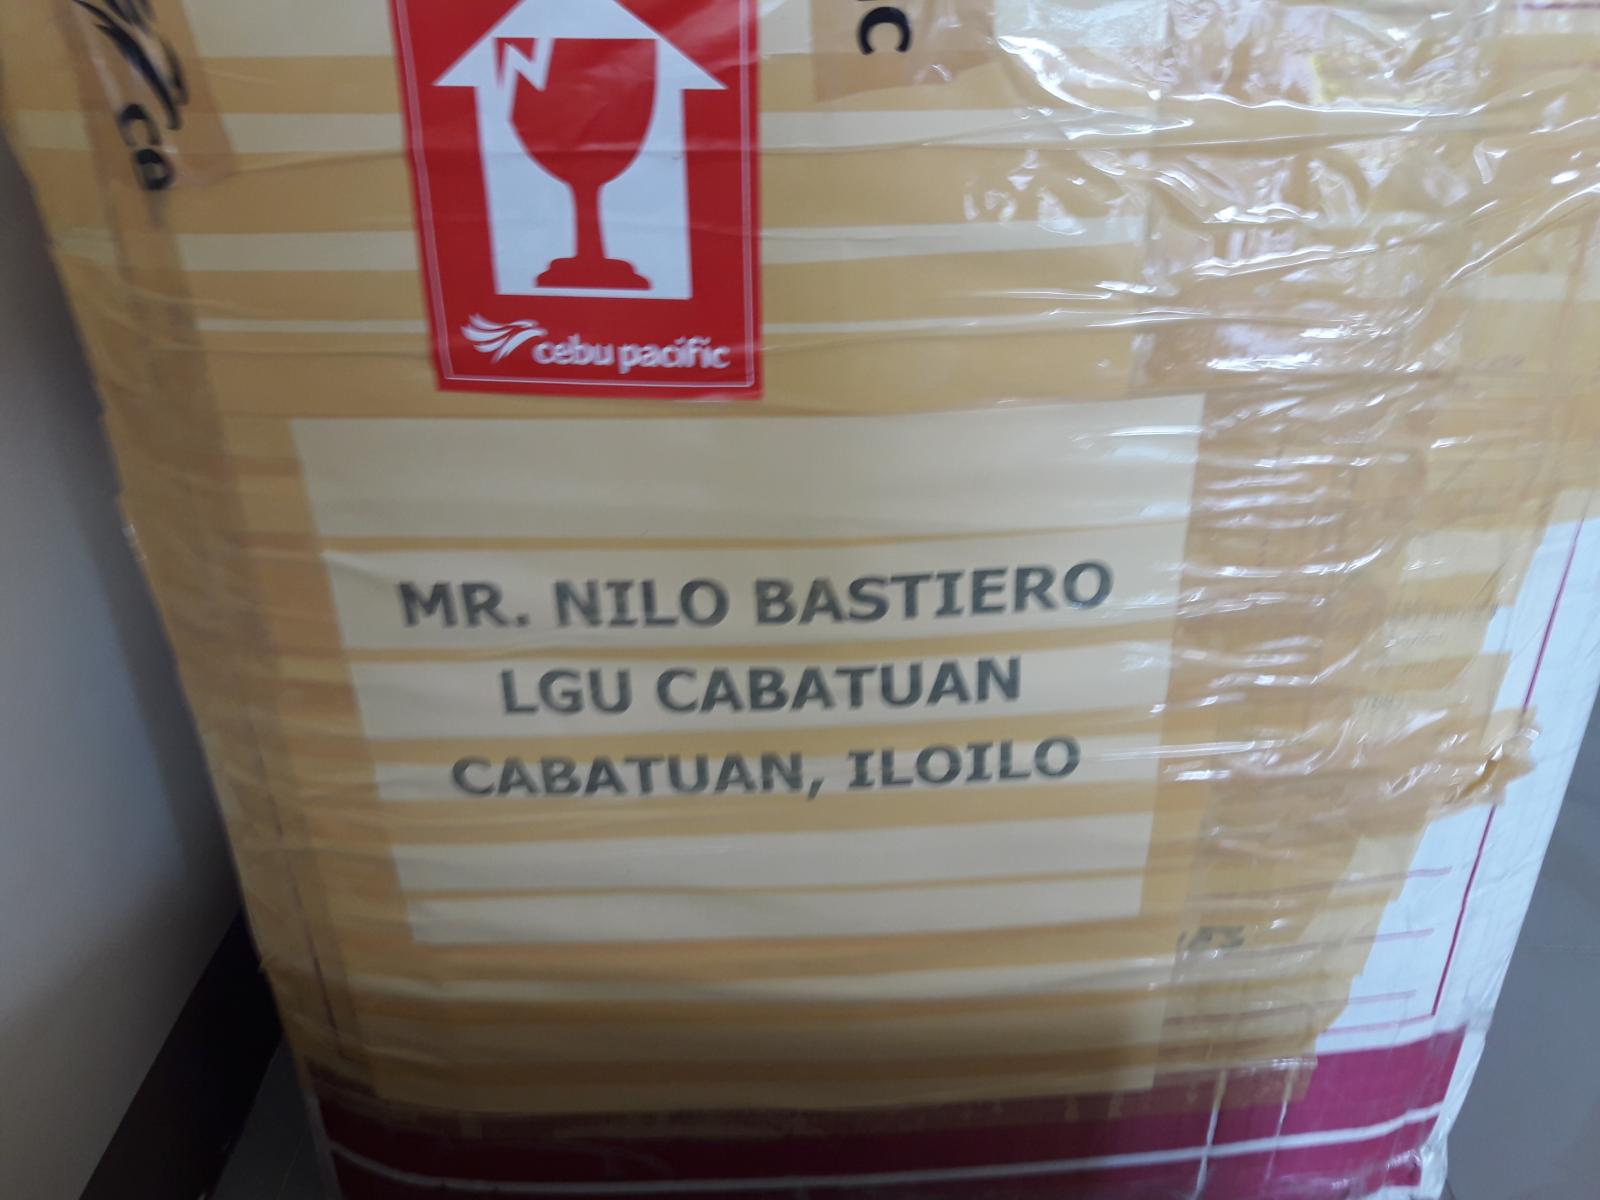 cebu pacific
MR. NILO BASTIERO
LGU CABATUAN
CABATUAN, ILOILO